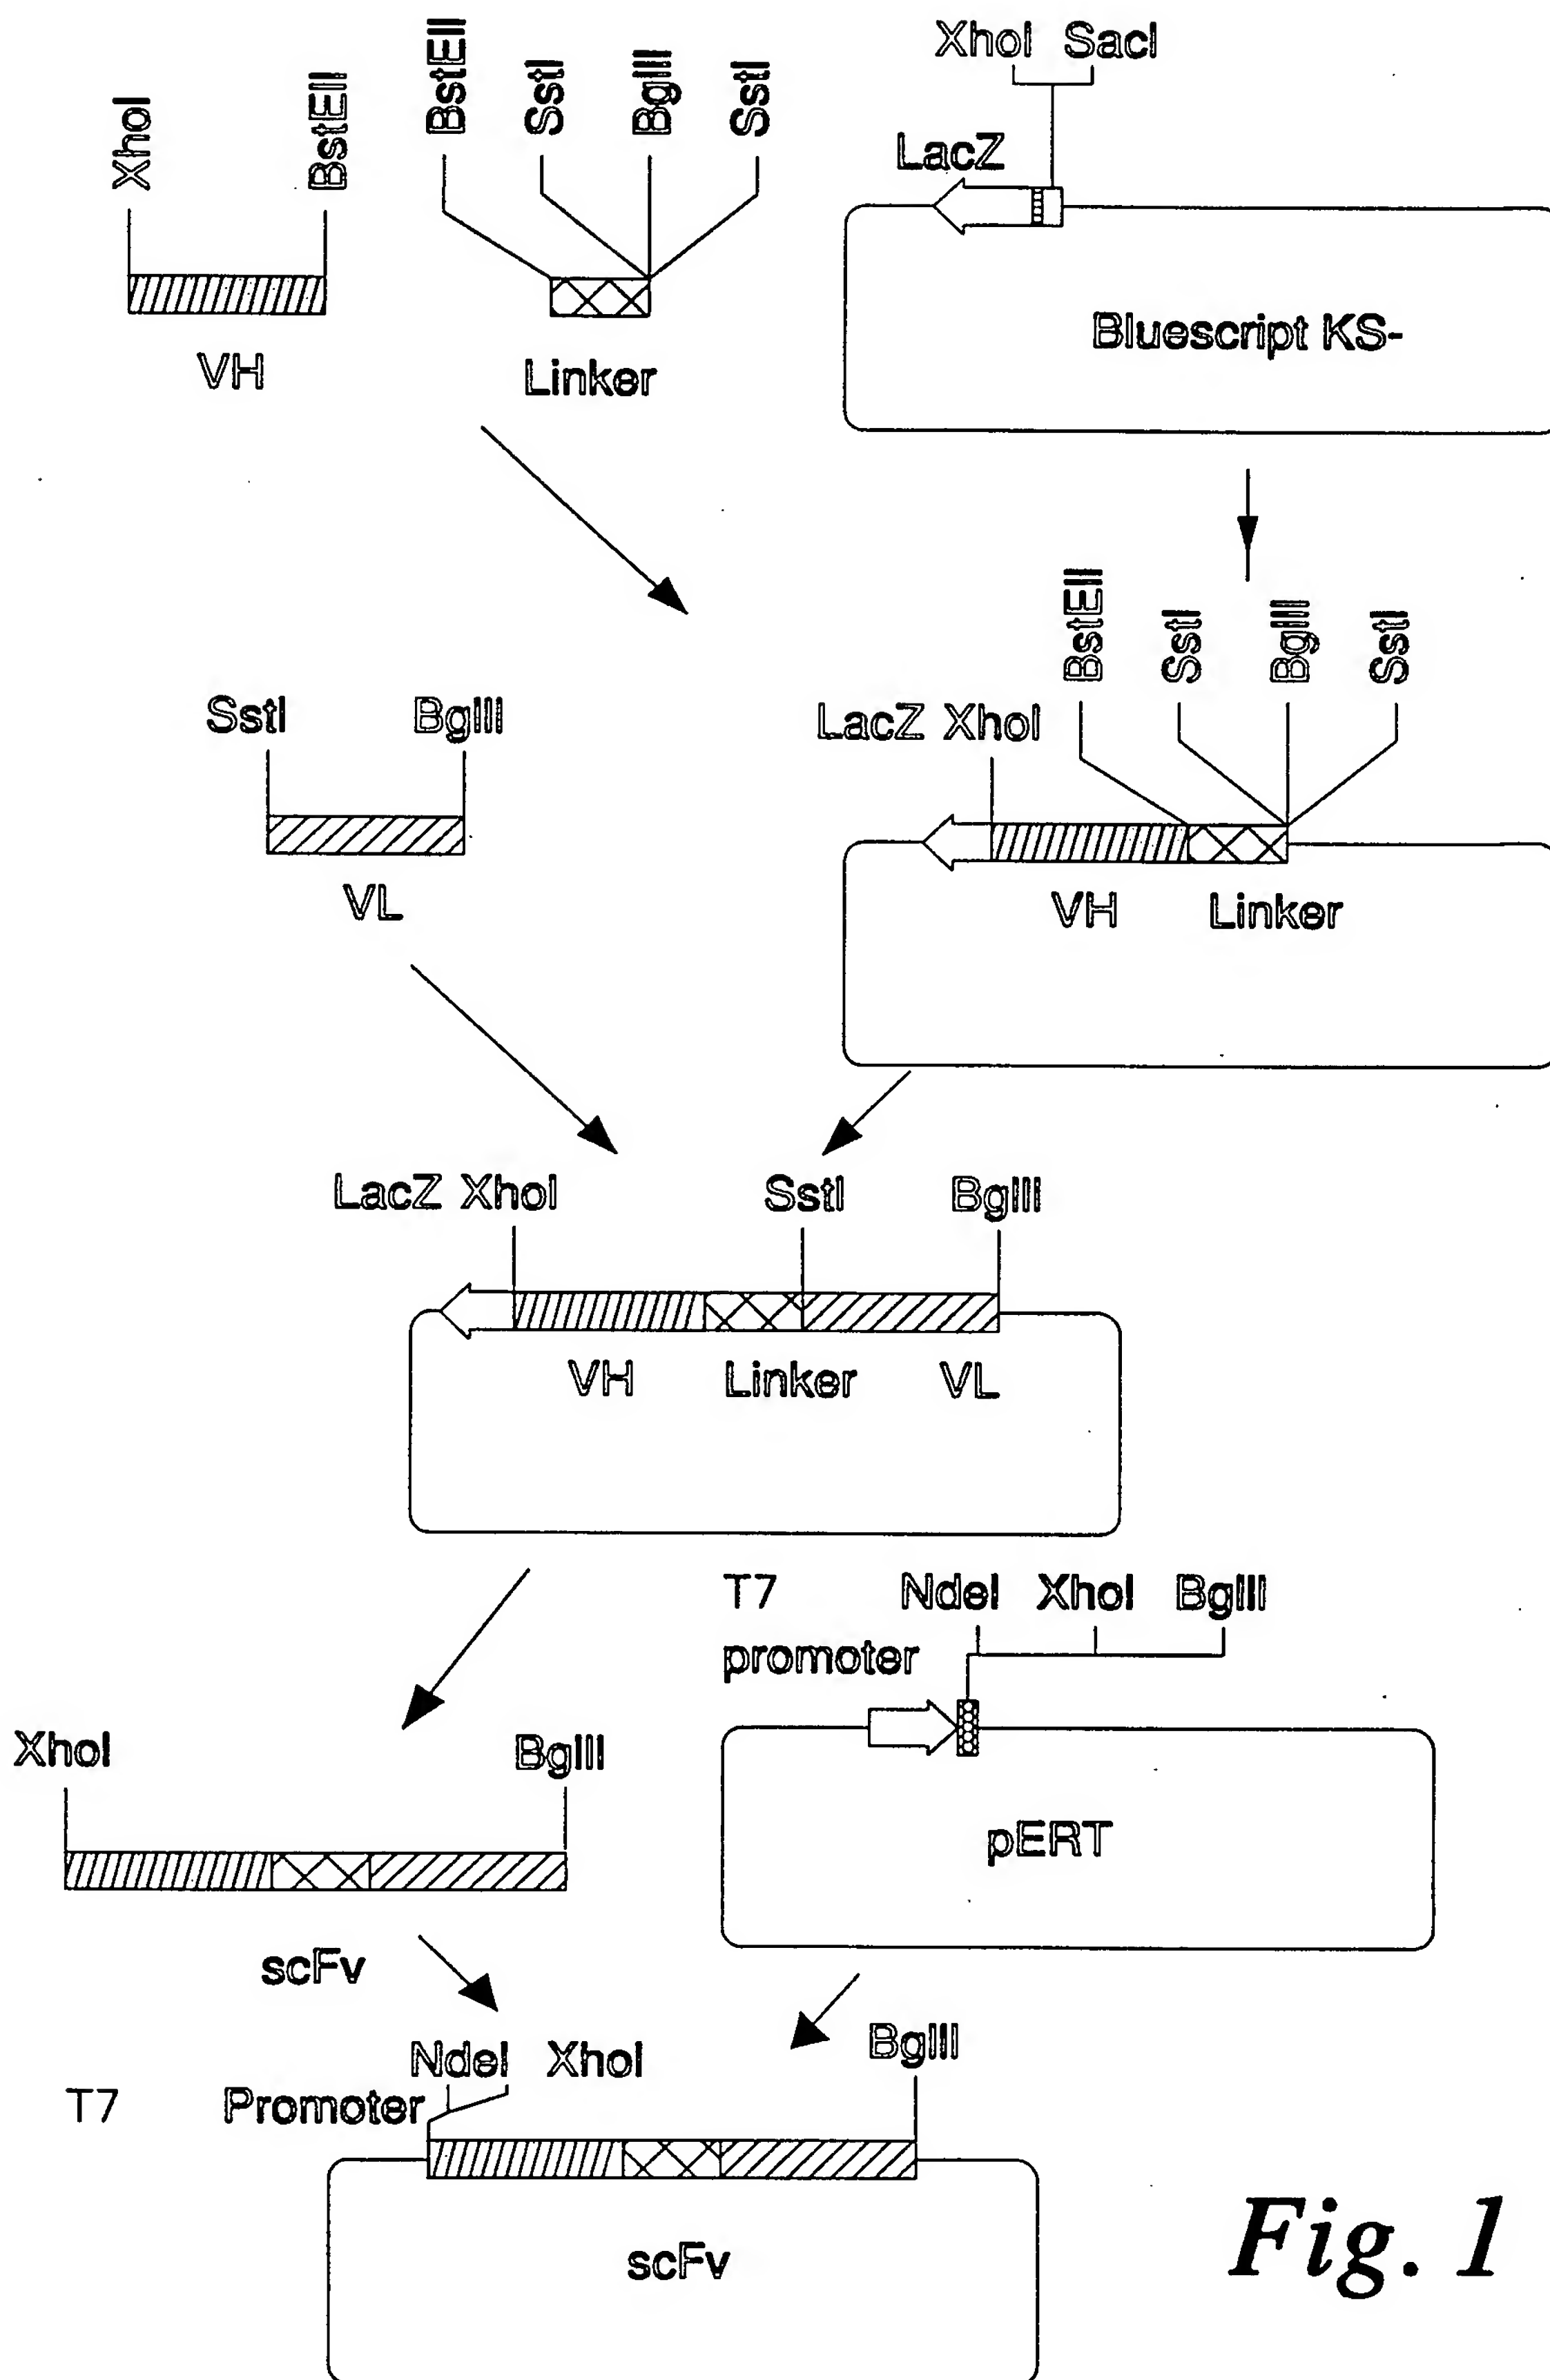 XhoI
BstEII
BstEII
SstI
BglII
SstI
XhoI SacI
LacZ
VH
Linker
Bluescript KS-
SstI
BglII
VL
BstEII
SstI
BglII
SstI
LacZ XhoI
VH
Linker
LacZ XhoI
SstI
BglII
VH
Linker
VL
T7
promoter
NdeI
XhoI
BglII
XhoI
BglII
pERT
scFv
NdeI
XhoI
BglII
T7
Promoter
scFv
Fig. 1